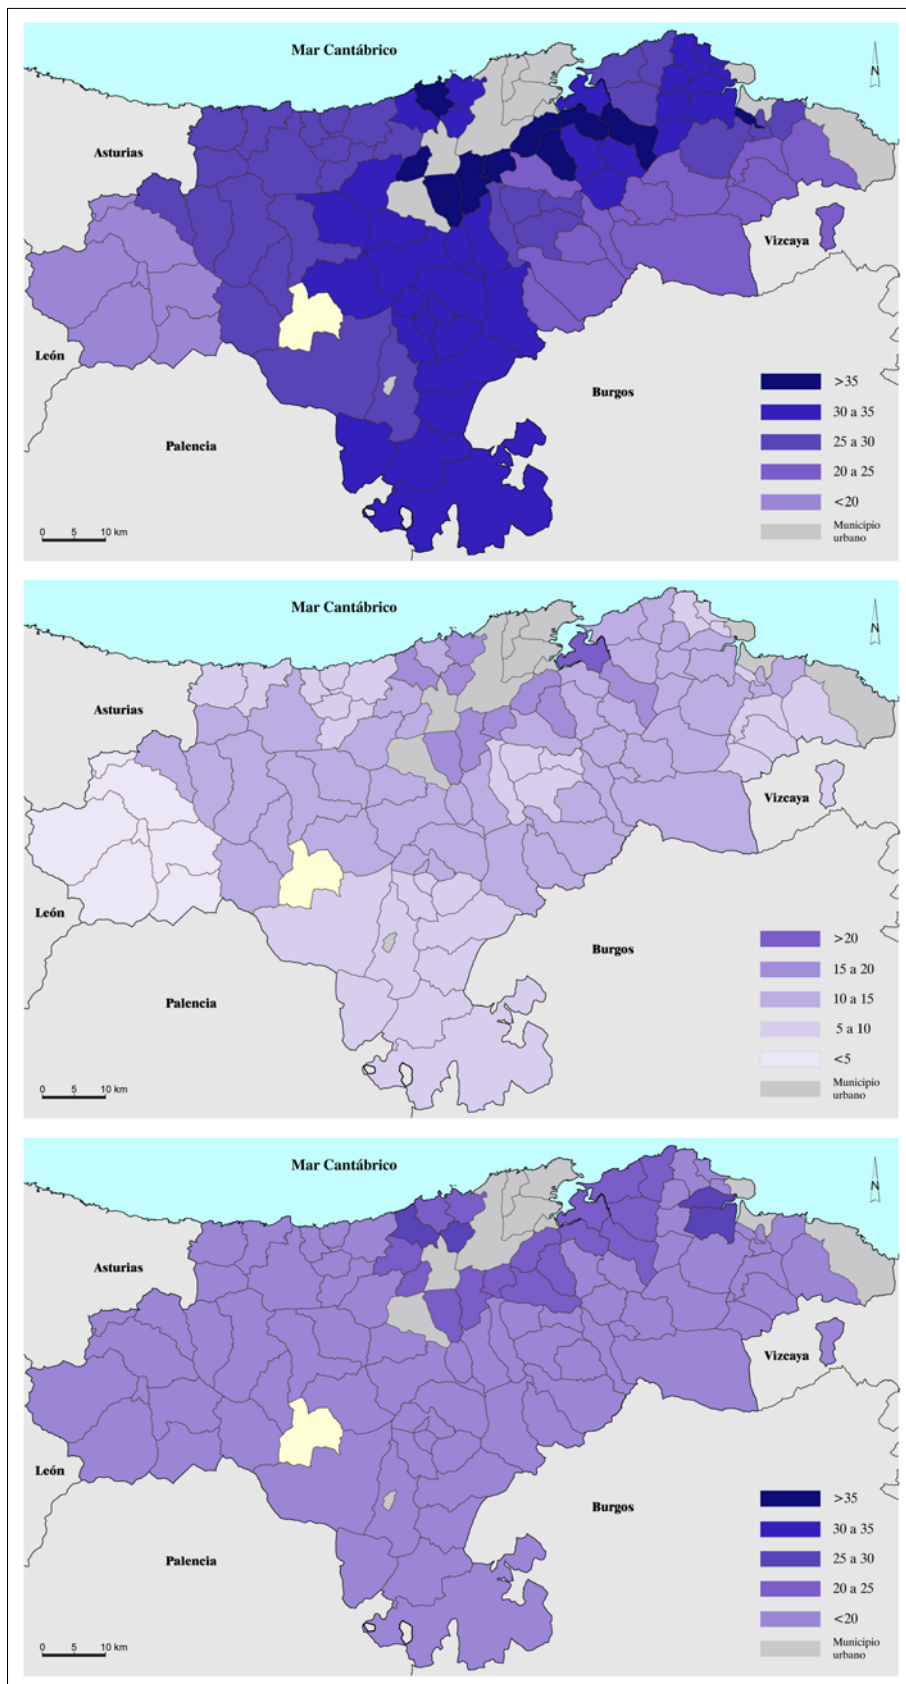 Mar Cantábrico
N
Asturias
Vizcaya
León
Burgos
Palencia
>35
30 a 35
25 a 30
20 a 25
<20
Municipio
urbano
0 5 10 km
Mar Cantábrico
N
Asturias
Vizcaya
León
Burgos
Palencia
>20
15 a 20
10 a 15
5 a 10
<5
Municipio
urbano
0 5 10 km
Mar Cantábrico
N
Asturias
Vizcaya
León
Burgos
Palencia
>35
30 a 35
25 a 30
20 a 25
<20
Municipio
urbano
0 5 10 km